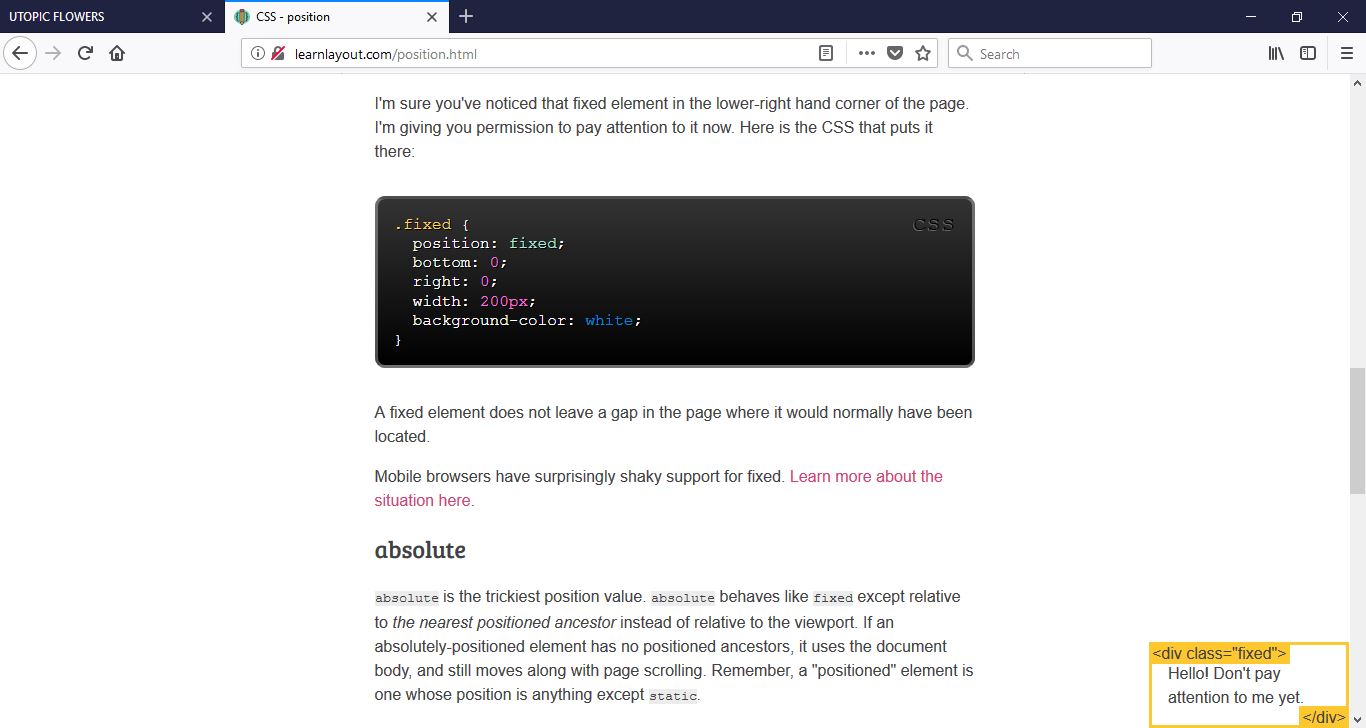 UTOPIC FLOWERS
CSS - position
learnlayout.com/position.html
Search
I'm sure you've noticed that fixed element in the lower-right hand corner of the page.
I'm giving you permission to pay attention to it now. Here is the CSS that puts it
there:
CSS
.fixed {
  position: fixed;
  bottom: 0;
  right: 0;
  width: 200px;
  background-color: white;
}
A fixed element does not leave a gap in the page where it would normally have been
located.
Mobile browsers have surprisingly shaky support for fixed. Learn more about the
situation here.
absolute
absolute is the trickiest position value. absolute behaves like fixed except relative
to the nearest positioned ancestor instead of relative to the viewport. If an
absolutely-positioned element has no positioned ancestors, it uses the document
body, and still moves along with page scrolling. Remember, a "positioned" element is
one whose position is anything except static.
<div class="fixed">
Hello! Don't pay
attention to me yet.
</div>